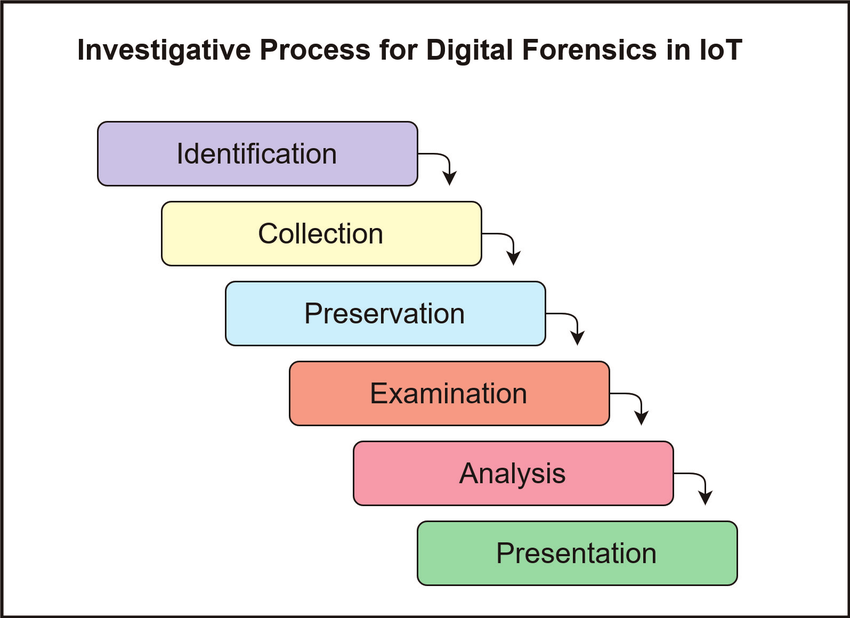 Investigative Process for Digital Forensics in IoT
Identification
Collection
Preservation
Examination
Analysis
Presentation